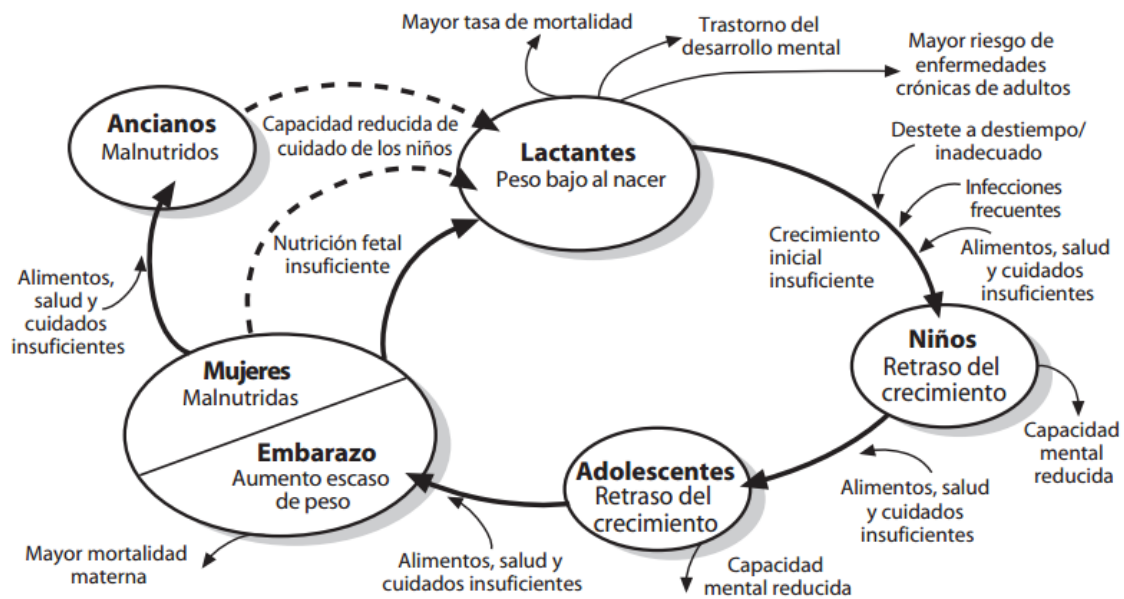 Mayor tasa de mortalidad
Trastorno del
desarrollo mental
Mayor riesgo de
enfermedades
crónicas de adultos
Ancianos
Malnutridos
Capacidad reducida de
cuidado de los niños
Lactantes
Peso bajo al nacer
Destete a destiempo/
inadecuado
Infecciones
frecuentes
Alimentos, salud
y cuidados
insuficientes
Crecimiento
inicial
insuficiente
Nutrición fetal
insuficiente
Alimentos,
salud y
cuidados
insuficientes
Niños
Retraso del
crecimiento
Mujeres
Malnutridas
Embarazo
Aumento escaso
de peso
Adolescentes
Retraso del
crecimiento
Capacidad
mental
reducida
Alimentos, salud
y cuidados
insuficientes
Mayor mortalidad
materna
Alimentos, salud y
cuidados insuficientes
Capacidad
mental reducida